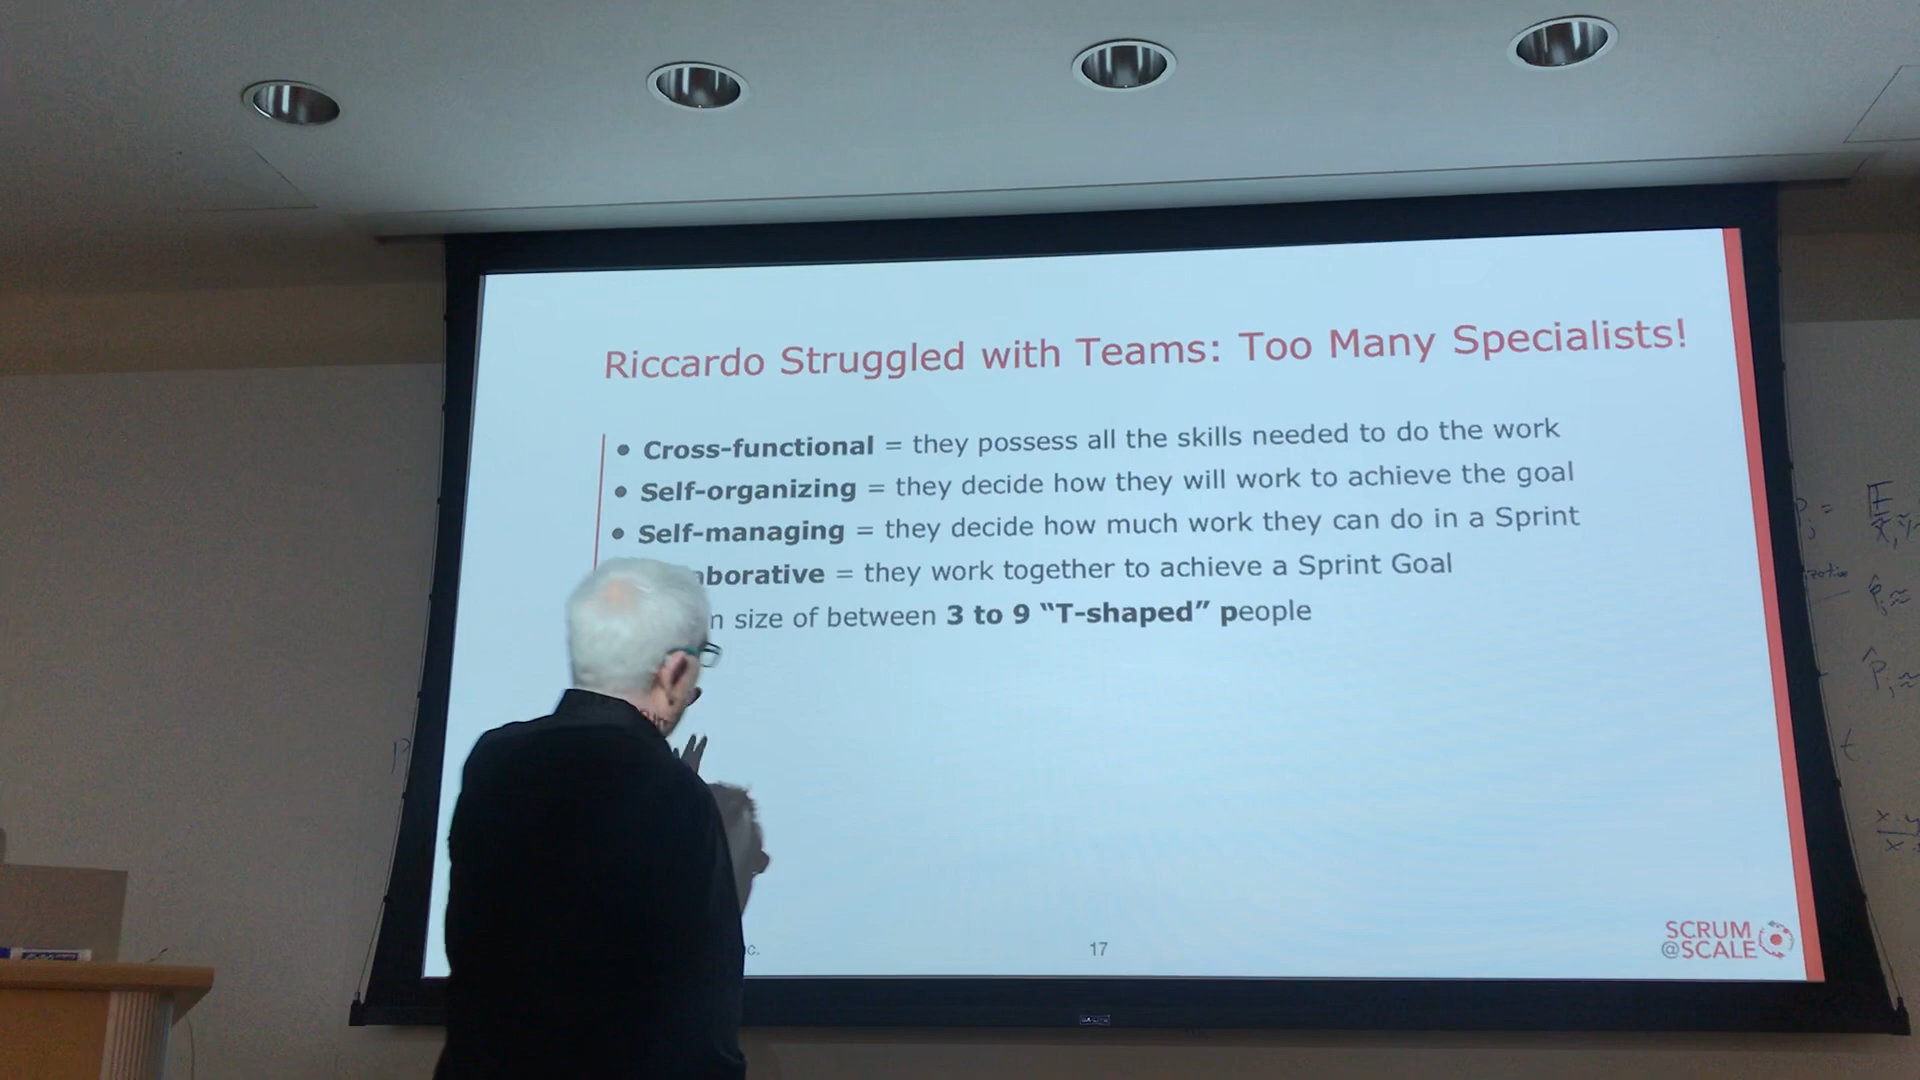 Riccardo Struggled with Teams: Too Many Specialists!
• Cross-functional = they possess all the skills needed to do the work
• Self-organizing = they decide how they will work to achieve the goal
• Self-managing = they decide how much work they can do in a Sprint
aborative = they work together to achieve a Sprint Goal
n size of between 3 to 9 “T-shaped” people
c.
17
SCRUM
@SCALE